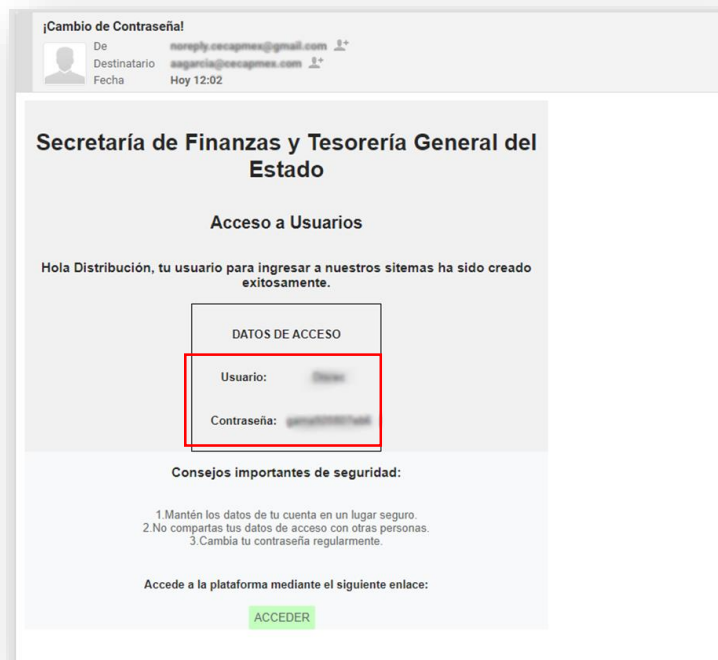 ¡Cambio de Contraseña!
De noreply.cecapmex@gmail.com
Destinatario aagarcia@cecapmex.com
Fecha Hoy 12:02
Secretaría de Finanzas y Tesorería General del
Estado
Acceso a Usuarios
Hola Distribución, tu usuario para ingresar a nuestros sitemas ha sido creado
exitosamente.
DATOS DE ACCESO
Usuario:
Contraseña:
Consejos importantes de seguridad:
1.Mantén los datos de tu cuenta en un lugar seguro.
2.No compartas tus datos de acceso con otras personas.
3.Cambia tu contraseña regularmente.
Accede a la plataforma mediante el siguiente enlace:
ACCEDER